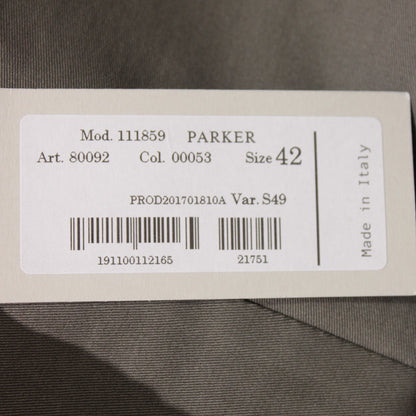 Mod. 111859 PARKER
Art. 80092 Col. 00053 Size 42
PROD201701810A Var. S49
191100112165 21751
Made in Italy